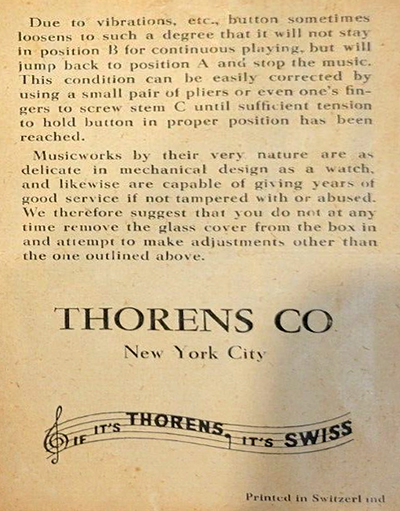 Due to vibrations, etc., button sometimes
loosens to such a degree that it will not stay
in position B for continuous playing, but will
jump back to position A and stop the music.
This condition can be easily corrected by
using a small pair of pliers or even one's fin-
gers to screw stem C until sufficient tension
to hold button in proper position has been
reached.
Musicworks by their very nature are as
delicate in mechanical design as a watch,
and likewise are capable of giving years of
good service if not tampered with or abused.
We therefore suggest that you do not at any
time remove the glass cover from the box in
and attempt to make adjustments other than
the one outlined above.
THORENS CO
New York City
IF IT'S THORENS, IT'S SWISS
Printed in Switzerland